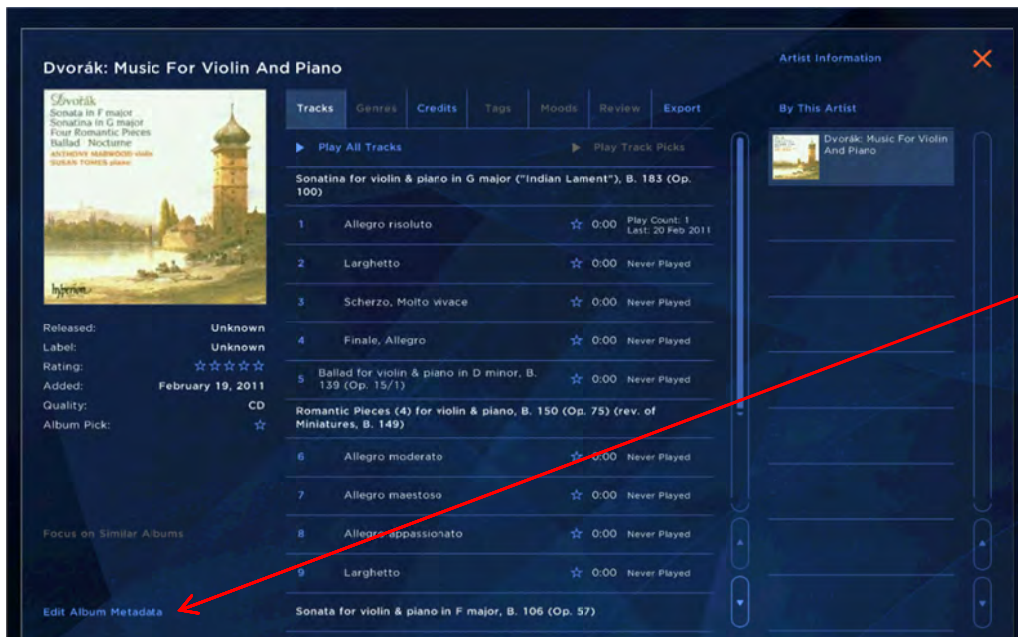 Dvorák: Music For Violin And Piano
Dvořák
Sonata in F major
Sonatina in G major
Four Romantic Pieces
Ballad Nocturne
ANTHONY MARWOOD violin
SUSAN TOMES piano
hyperion
Released: Unknown
Label: Unknown
Rating:
Added: February 19, 2011
Quality: CD
Album Pick:
Focus on Similar Albums
Edit Album Metadata
Tracks Genres Credits Tags Moods Review Export
Play All Tracks Play Track Picks
Sonatina for violin & piano in G major ("Indian Lament"), B. 183 (Op.
100)
1 Allegro risoluto 0:00 Play Count: 1
Last: 20 Feb 2011
2 Larghetto 0:00 Never Played
3 Scherzo, Molto vivace 0:00 Never Played
4 Finale, Allegro 0:00 Never Played
5 Ballad for violin & piano in D minor, B.
139 (Op. 15/1) 0:00 Never Played
Romantic Pieces (4) for violin & piano, B. 150 (Op. 75) (rev. of
Miniatures, B. 149)
6 Allegro moderato 0:00 Never Played
7 Allegro maestoso 0:00 Never Played
8 Allegro appassionato 0:00 Never Played
9 Larghetto 0:00 Never Played
Sonata for violin & piano in F major, B. 106 (Op. 57)
Artist Information
By This Artist
Dvorák: Music For Violin
And Piano